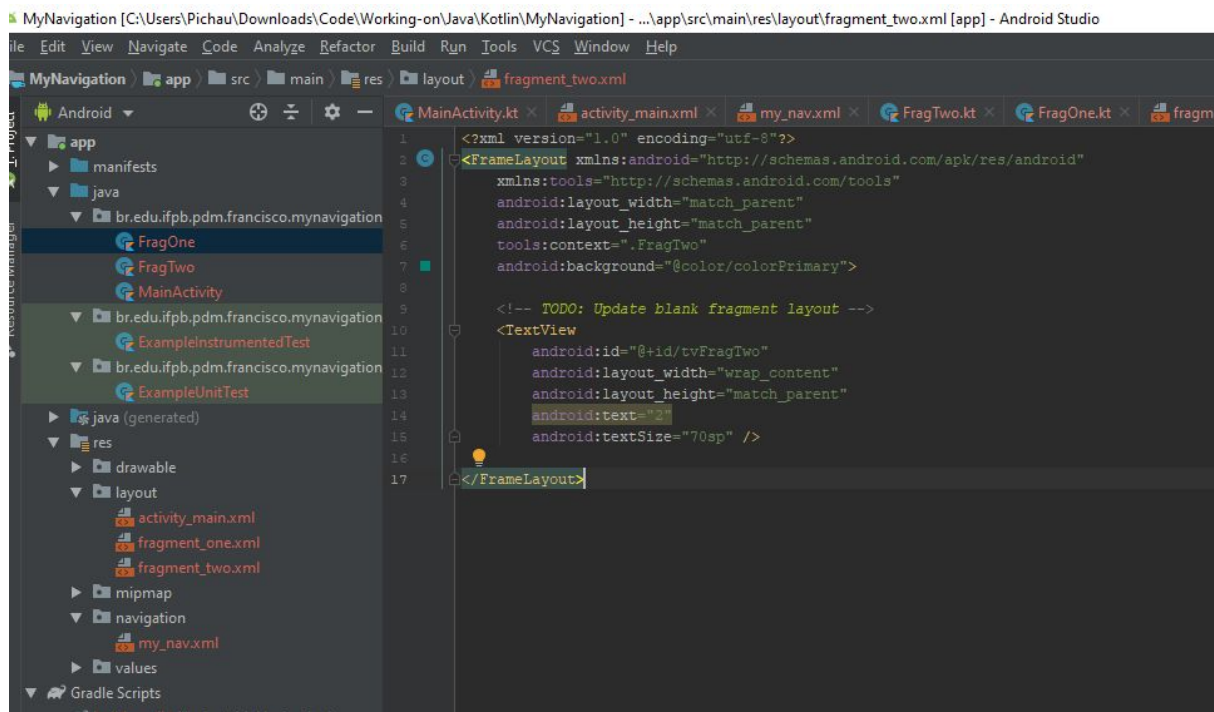 MyNavigation [C:\Users\Pichau\Downloads\Code\Working-on\Java\Kotlin\MyNavigation] - ...\app\src\main\res\layout\fragment_two.xml [app] - Android Studio
ile Edit View Navigate Code Analyze Refactor Build Run Tools VCS Window Help
MyNavigation app src main res layout fragment_two.xml
Android
MainActivity.kt activity_main.xml my_nav.xml FragTwo.kt FragOne.kt fragm
Project
Resource Manager
app
manifests
java
br.edu.ifpb.pdm.francisco.mynavigation
FragOne
FragTwo
MainActivity
br.edu.ifpb.pdm.francisco.mynavigation
ExampleInstrumentedTest
br.edu.ifpb.pdm.francisco.mynavigation
ExampleUnitTest
java (generated)
res
drawable
layout
activity_main.xml
fragment_one.xml
fragment_two.xml
mipmap
navigation
my_nav.xml
values
Gradle Scripts
1 <?xml version="1.0" encoding="utf-8"?>
2 <FrameLayout xmlns:android="http://schemas.android.com/apk/res/android"
3 xmlns:tools="http://schemas.android.com/tools"
4 android:layout_width="match_parent"
5 android:layout_height="match_parent"
6 tools:context=".FragTwo"
7 android:background="@color/colorPrimary">
8
9 <!-- TODO: Update blank fragment layout -->
10 <TextView
11 android:id="@+id/tvFragTwo"
12 android:layout_width="wrap_content"
13 android:layout_height="match_parent"
14 android:text="2"
15 android:textSize="70sp" />
16
17 </FrameLayout>